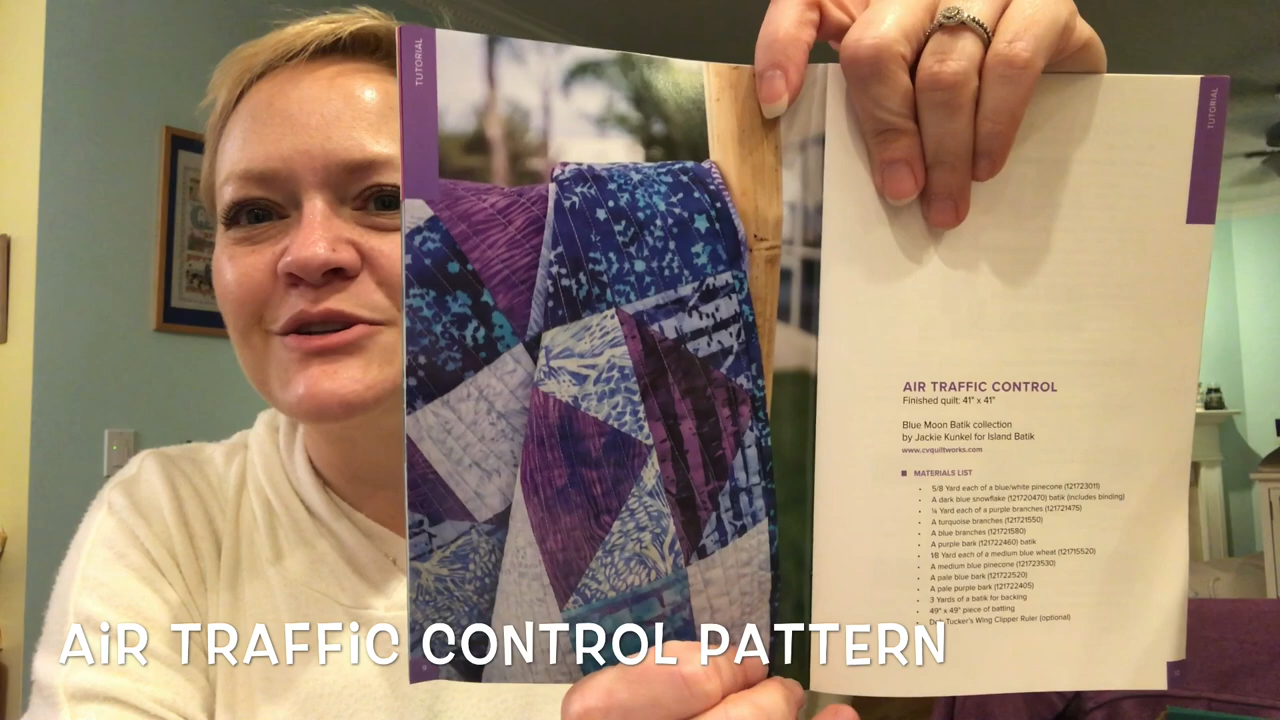 TUTORIAL
TUTORIAL
AIR TRAFFIC CONTROL
Finished quilt: 41" x 41"
Blue Moon Batik collection
by Jackie Kunkel for Island Batik
www.cvquiltworks.com
MATERIALS LIST
• 5/8 Yard each of a blue/white pinecone (121723011)
• A dark blue snowflake (121720470) batik (includes binding)
• ¼ Yard each of a purple branches (121721475)
• A turquoise branches (121721550)
• A blue branches (121721580)
• A purple bark (121722460) batik
• 1/8 Yard each of a medium blue wheat (121715520)
• A medium blue pinecone (121723530)
• A pale blue bark (121722520)
• A pale purple bark (121722405)
• 3 Yards of a batik for backing
• 49" x 49" piece of batting
• Deb Tucker's Wing Clipper Ruler (optional)
AiR TRAFFiC CONTROL PATTERN